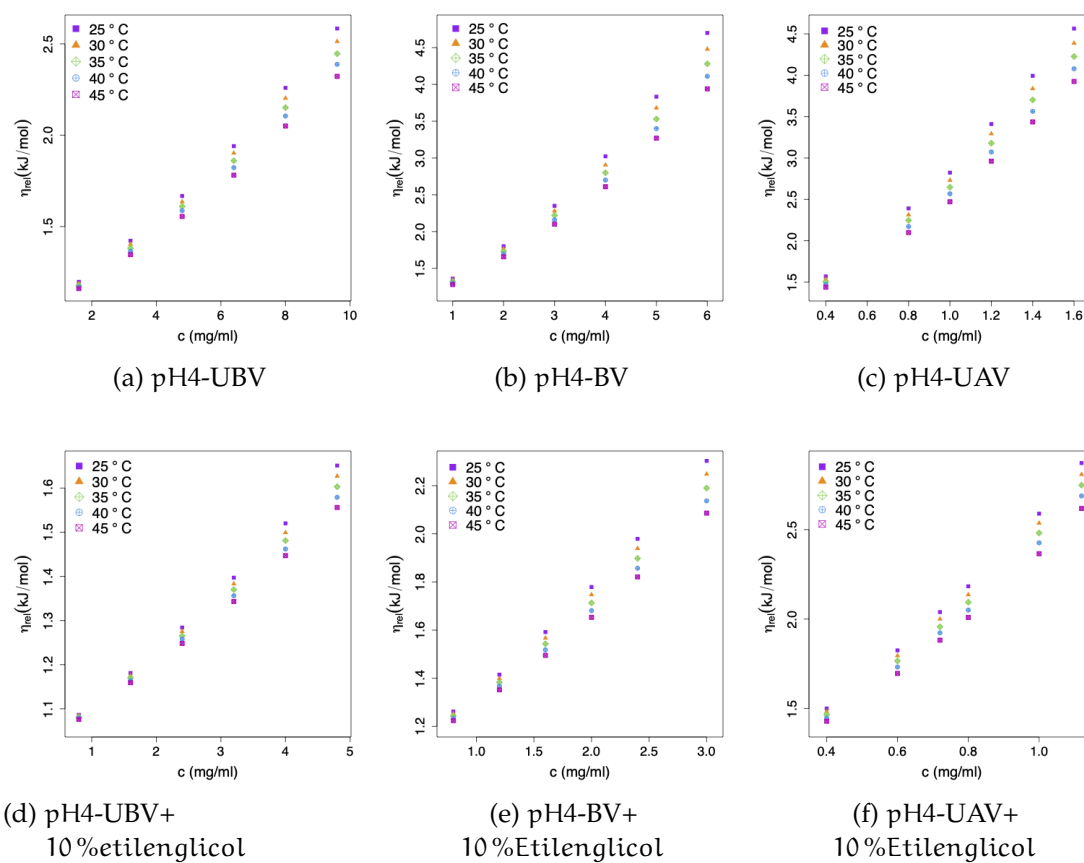 25 ° C
30 ° C
35 ° C
40 ° C
45 ° C
ηrel(kJ/mol)
2.5
2.0
1.5
2 4 6 8 10
c (mg/ml)
(a) pH4-UBV
25 ° C
30 ° C
35 ° C
40 ° C
45 ° C
ηrel(kJ/mol)
4.5
4.0
3.5
3.0
2.5
2.0
1.5
1 2 3 4 5 6
c (mg/ml)
(b) pH4-BV
25 ° C
30 ° C
35 ° C
40 ° C
45 ° C
ηrel(kJ/mol)
4.5
4.0
3.5
3.0
2.5
2.0
1.5
0.4 0.6 0.8 1.0 1.2 1.4 1.6
c (mg/ml)
(c) pH4-UAV
25 ° C
30 ° C
35 ° C
40 ° C
45 ° C
ηrel(kJ/mol)
1.6
1.5
1.4
1.3
1.2
1.1
1 2 3 4 5
c (mg/ml)
(d) pH4-UBV+
10 %etilenglicol
25 ° C
30 ° C
35 ° C
40 ° C
45 ° C
ηrel(kJ/mol)
2.2
2.0
1.8
1.6
1.4
1.2
1.0 1.5 2.0 2.5 3.0
c (mg/ml)
(e) pH4-BV+
10 %Etilenglicol
25 ° C
30 ° C
35 ° C
40 ° C
45 ° C
ηrel(kJ/mol)
2.5
2.0
1.5
0.4 0.6 0.8 1.0
c (mg/ml)
(f) pH4-UAV+
10 %Etilenglicol